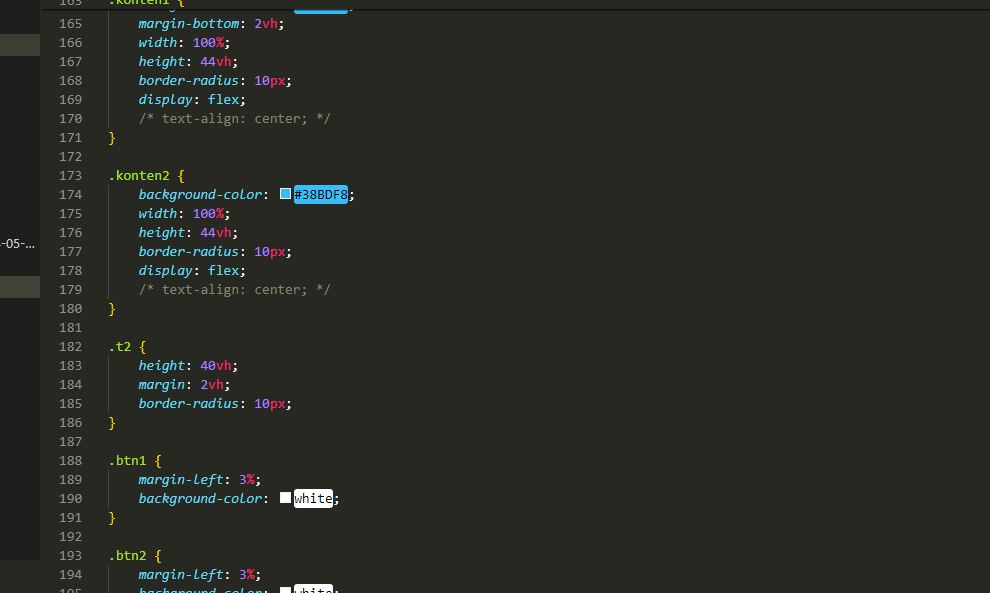 163 .konten1 {
165 margin-bottom: 2vh;
166 width: 100%;
167 height: 44vh;
168 border-radius: 10px;
169 display: flex;
170 /* text-align: center; */
171 }
172
173 .konten2 {
174 background-color: #38BDF8;
175 width: 100%;
176 height: 44vh;
177 border-radius: 10px;
178 display: flex;
179 /* text-align: center; */
180 }
181
182 .t2 {
183 height: 40vh;
184 margin: 2vh;
185 border-radius: 10px;
186 }
187
188 .btn1 {
189 margin-left: 3%;
190 background-color: white;
191 }
192
193 .btn2 {
194 margin-left: 3%;
195 background-color: white;
-05-...